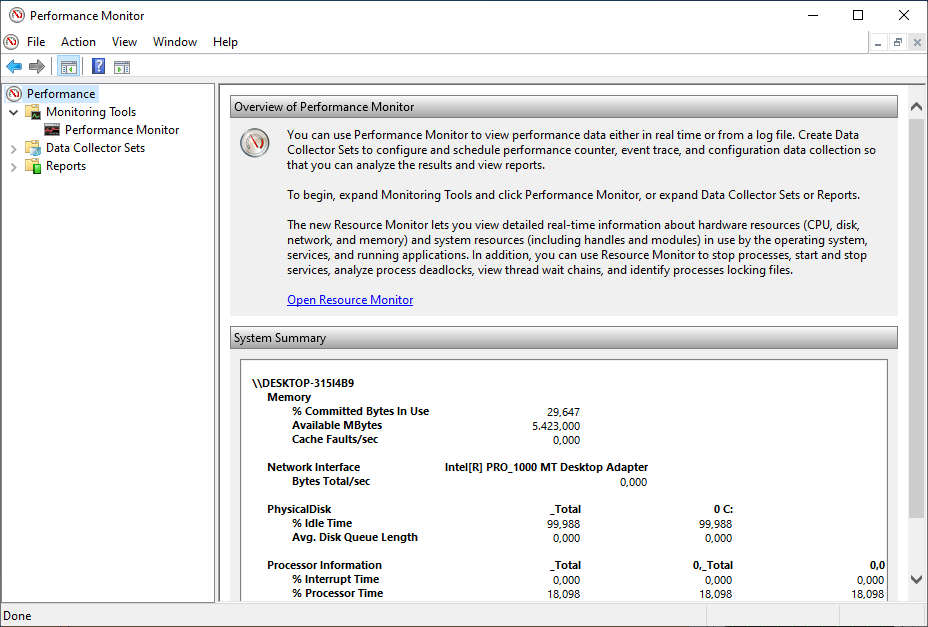 Performance Monitor
File Action View Window Help
Performance
Monitoring Tools
Performance Monitor
Data Collector Sets
Reports
Overview of Performance Monitor
You can use Performance Monitor to view performance data either in real time or from a log file. Create Data
Collector Sets to configure and schedule performance counter, event trace, and configuration data collection so
that you can analyze the results and view reports.
To begin, expand Monitoring Tools and click Performance Monitor, or expand Data Collector Sets or Reports.
The new Resource Monitor lets you view detailed real-time information about hardware resources (CPU, disk,
network, and memory) and system resources (including handles and modules) in use by the operating system,
services, and running applications. In addition, you can use Resource Monitor to stop processes, start and stop
services, analyze process deadlocks, view thread wait chains, and identify processes locking files.
Open Resource Monitor
System Summary
\\DESKTOP-315I4B9
Memory
% Committed Bytes In Use 29,647
Available MBytes 5.423,000
Cache Faults/sec 0,000
Network Interface Intel[R] PRO_1000 MT Desktop Adapter
Bytes Total/sec 0,000
PhysicalDisk _Total 0 C:
% Idle Time 99,988 99,988
Avg. Disk Queue Length 0,000 0,000
Processor Information _Total 0,_Total 0,0
% Interrupt Time 0,000 0,000 0,000
% Processor Time 18,098 18,098 18,098
Done